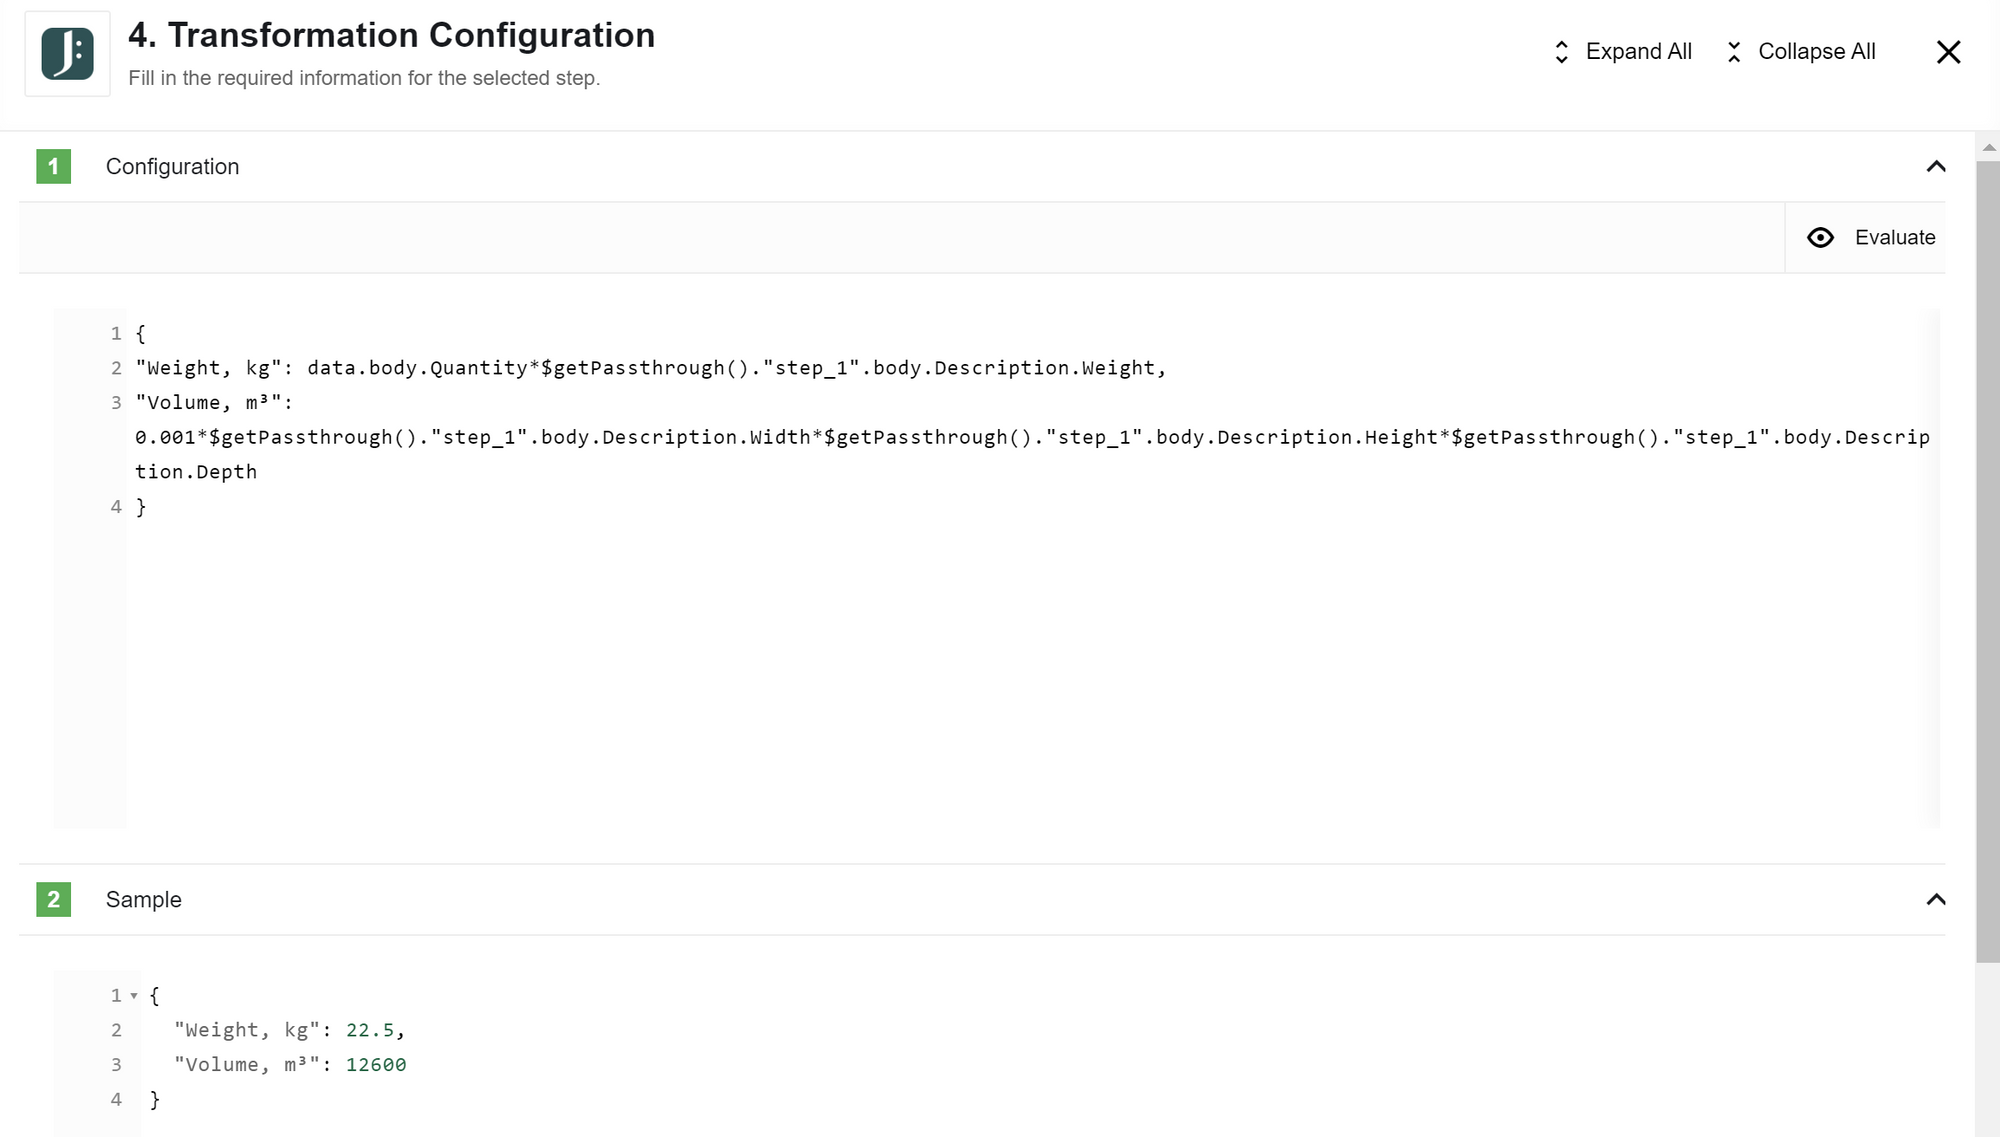 J:
4. Transformation Configuration
Fill in the required information for the selected step.
Expand All
Collapse All
1 Configuration
Evaluate
1 {
2 "Weight, kg": data.body.Quantity*$getPassthrough()."step_1".body.Description.Weight,
3 "Volume, m³":
0.001*$getPassthrough()."step_1".body.Description.Width*$getPassthrough()."step_1".body.Description.Height*$getPassthrough()."step_1".body.Descrip
tion.Depth
4 }
2 Sample
1 {
2 "Weight, kg": 22.5,
3 "Volume, m³": 12600
4 }